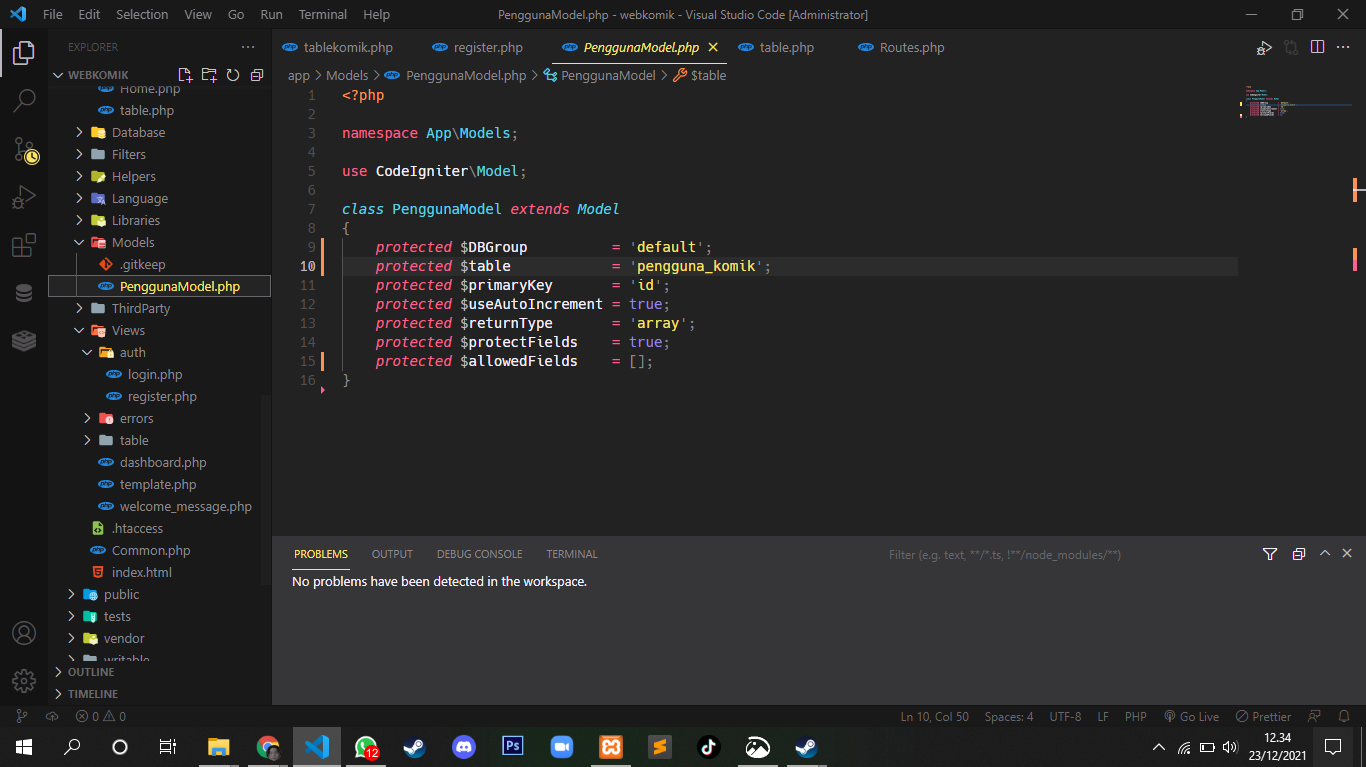 File Edit Selection View Go Run Terminal Help PenggunaModel.php - webkomik - Visual Studio Code [Administrator]
EXPLORER
WEBKOMIK
Home.php
table.php
Database
Filters
Helpers
Language
Libraries
Models
.gitkeep
PenggunaModel.php
ThirdParty
Views
auth
login.php
register.php
errors
table
dashboard.php
template.php
welcome_message.php
.htaccess
Common.php
index.html
public
tests
vendor
writable
OUTLINE
TIMELINE
tablekomik.php register.php PenggunaModel.php table.php Routes.php
app > Models > PenggunaModel.php > PenggunaModel > $table
1 <?php
2
3 namespace App\Models;
4
5 use CodeIgniter\Model;
6
7 class PenggunaModel extends Model
8 {
9 protected $DBGroup = 'default';
10 protected $table = 'pengguna_komik';
11 protected $primaryKey = 'id';
12 protected $useAutoIncrement = true;
13 protected $returnType = 'array';
14 protected $protectFields = true;
15 protected $allowedFields = [];
16 }
PROBLEMS OUTPUT DEBUG CONSOLE TERMINAL Filter (e.g. text, **/*.ts, !**/node_modules/**)
No problems have been detected in the workspace.
0 0 Ln 10, Col 50 Spaces: 4 UTF-8 LF PHP Go Live Prettier
Ps 12 12.34
23/12/2021